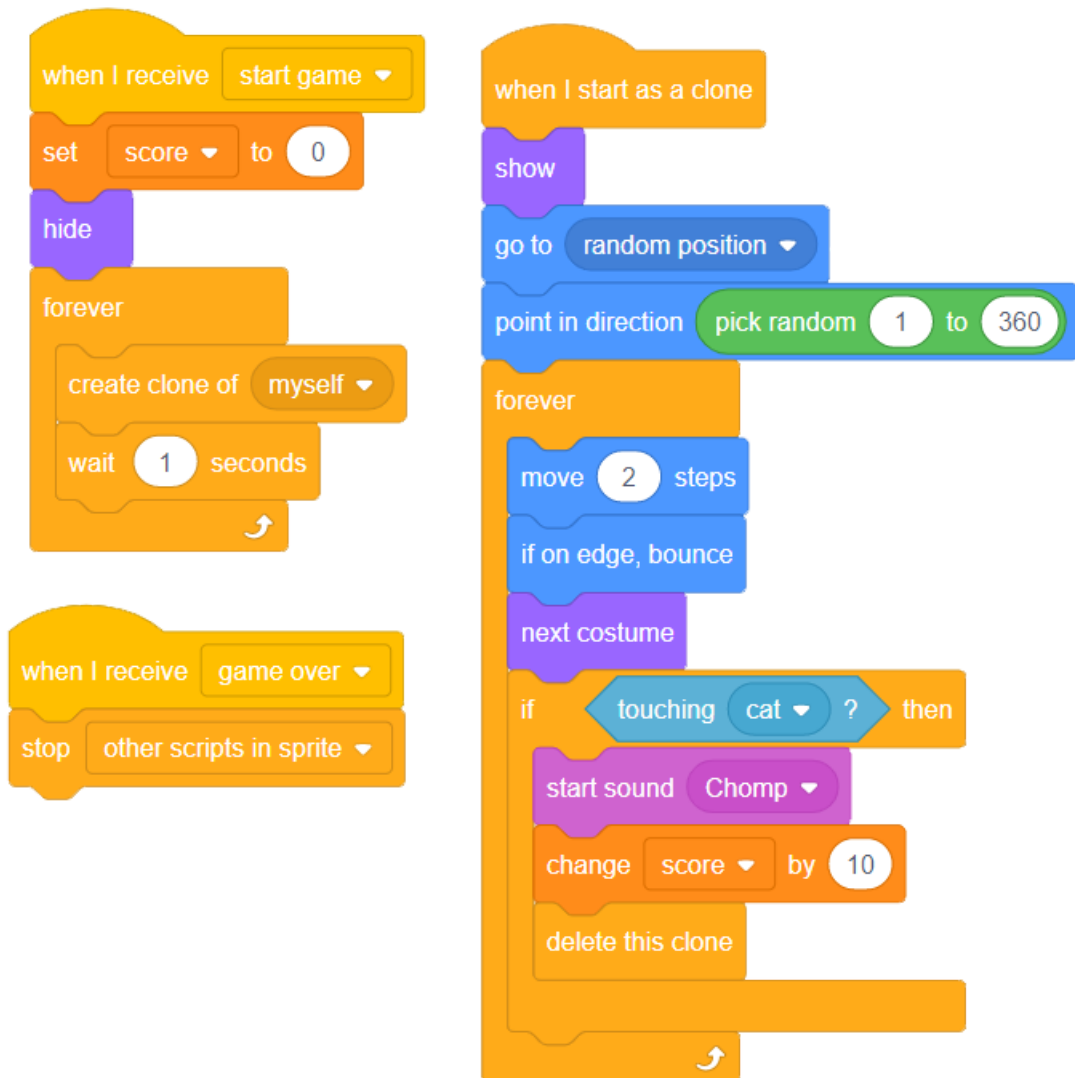 when I receive start game
set score to 0
hide
forever
create clone of myself
wait 1 seconds
when I receive game over
stop other scripts in sprite
when I start as a clone
show
go to random position
point in direction pick random 1 to 360
forever
move 2 steps
if on edge, bounce
next costume
if touching cat ? then
start sound Chomp
change score by 10
delete this clone